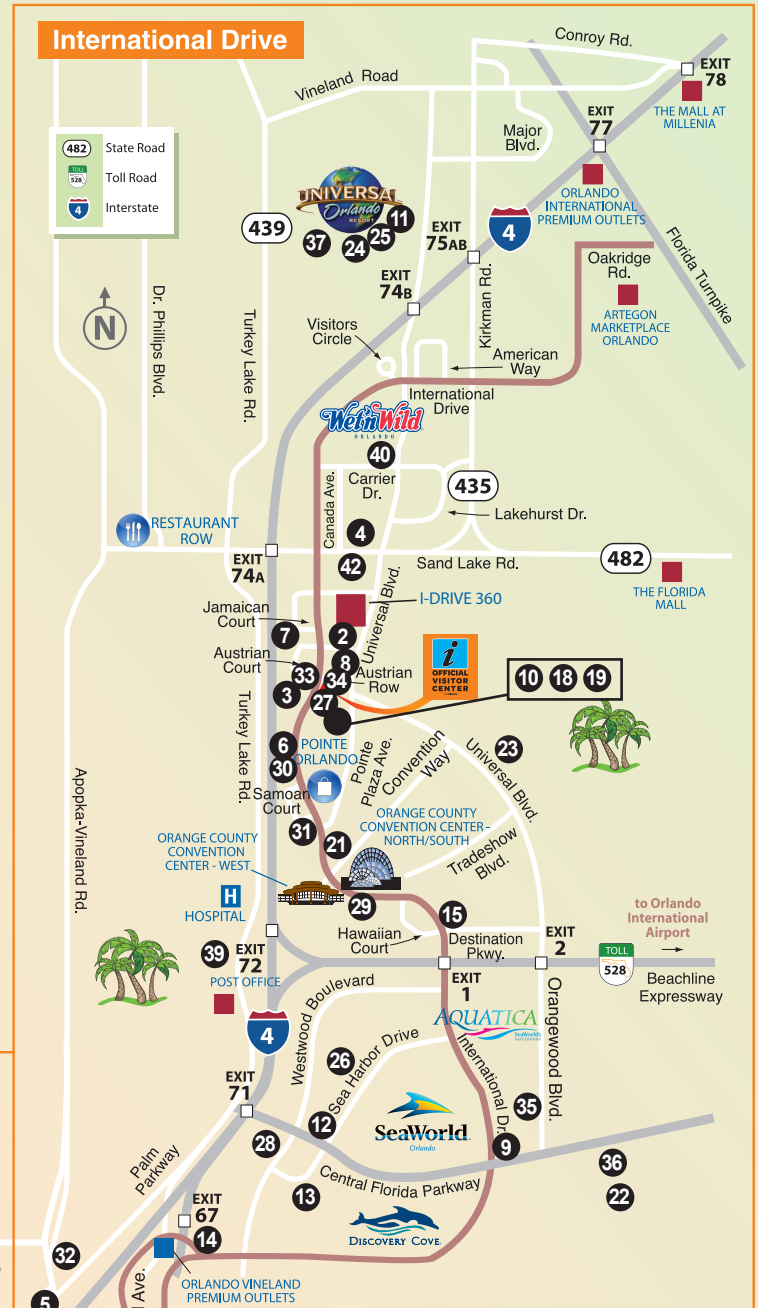 International Drive
Conroy Rd.
EXIT
78
Vineland Road
THE MALL AT
MILLENIA
EXIT
77
Major
Blvd.
482 State Road
TOLL
528 Toll Road
4 Interstate
UNIVERSAL
Orlando
RESORT
11
25
24
37
439
ORLANDO
INTERNATIONAL
PREMIUM OUTLETS
EXIT
75AB
4
Florida Turnpike
Oakridge
Rd.
EXIT
74B
Kirkman Rd.
ARTEGON
MARKETPLACE
ORLANDO
N
Dr. Phillips Blvd.
Turkey Lake Rd.
Visitors
Circle
American
Way
International
Drive
Wet'n Wild
ORLANDO
40
Canada Ave.
Carrier
Dr.
435
Lakehurst Dr.
RESTAURANT
ROW
4
EXIT
74A
42
Sand Lake Rd.
482
THE FLORIDA
MALL
Universal Blvd.
I-DRIVE 360
Jamaican
Court
7
2
Austrian
Court
8
33
34
Austrian
Row
3
27
i
OFFICIAL
VISITOR
CENTER
10 18 19
Turkey Lake Rd.
6
30
POINTE
ORLANDO
Pointe
Plaza Ave.
Convention
Way
Universal Blvd.
23
Samoan
Court
Apopka-Vineland Rd.
31
21
ORANGE COUNTY
CONVENTION CENTER-
NORTH/SOUTH
Tradeshow
Blvd.
ORANGE COUNTY
CONVENTION
CENTER - WEST
H
HOSPITAL
29
15
Hawaiian
Court
Destination
Pkwy.
EXIT
2
to Orlando
International
Airport
TOLL
528
Beachline
Expressway
39
EXIT
72
POST OFFICE
EXIT
1
Westwood Boulevard
AQUATICA
SeaWorld's
4
Orangewood Blvd.
26
Sea Harbor Drive
International Dr.
EXIT
71
12
SeaWorld
Orlando
35
28
9
Palm
Parkway
Central Florida Parkway
36
13
22
EXIT
67
DISCOVERY COVE
14
32
ORLANDO VINELAND
PREMIUM OUTLETS
5
Ave.